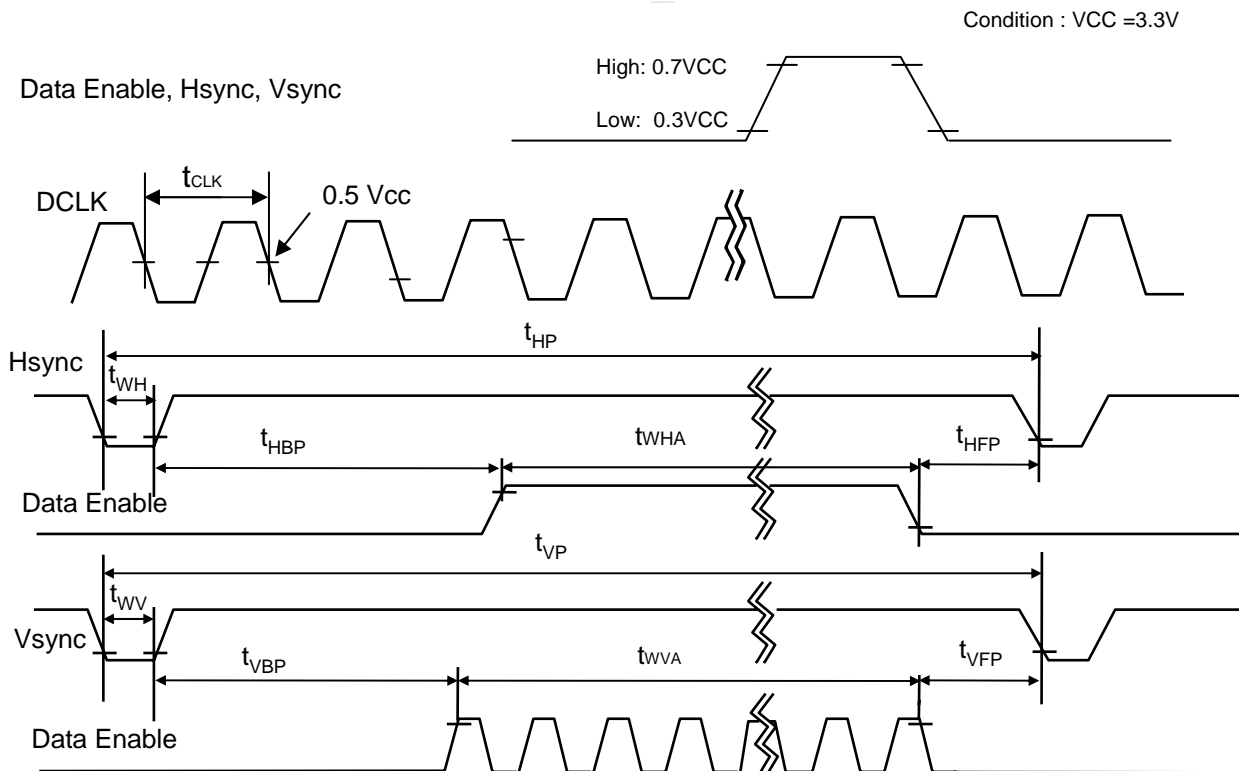 Condition : VCC =3.3V
High: 0.7VCC
Data Enable, Hsync, Vsync
Low: 0.3VCC
tCLK
0.5 Vcc
DCLK
tHP
Hsync
tWH
tHBP
tWHA
tHFP
Data Enable
tVP
tWV
Vsync
tVBP
tWVA
tVFP
Data Enable